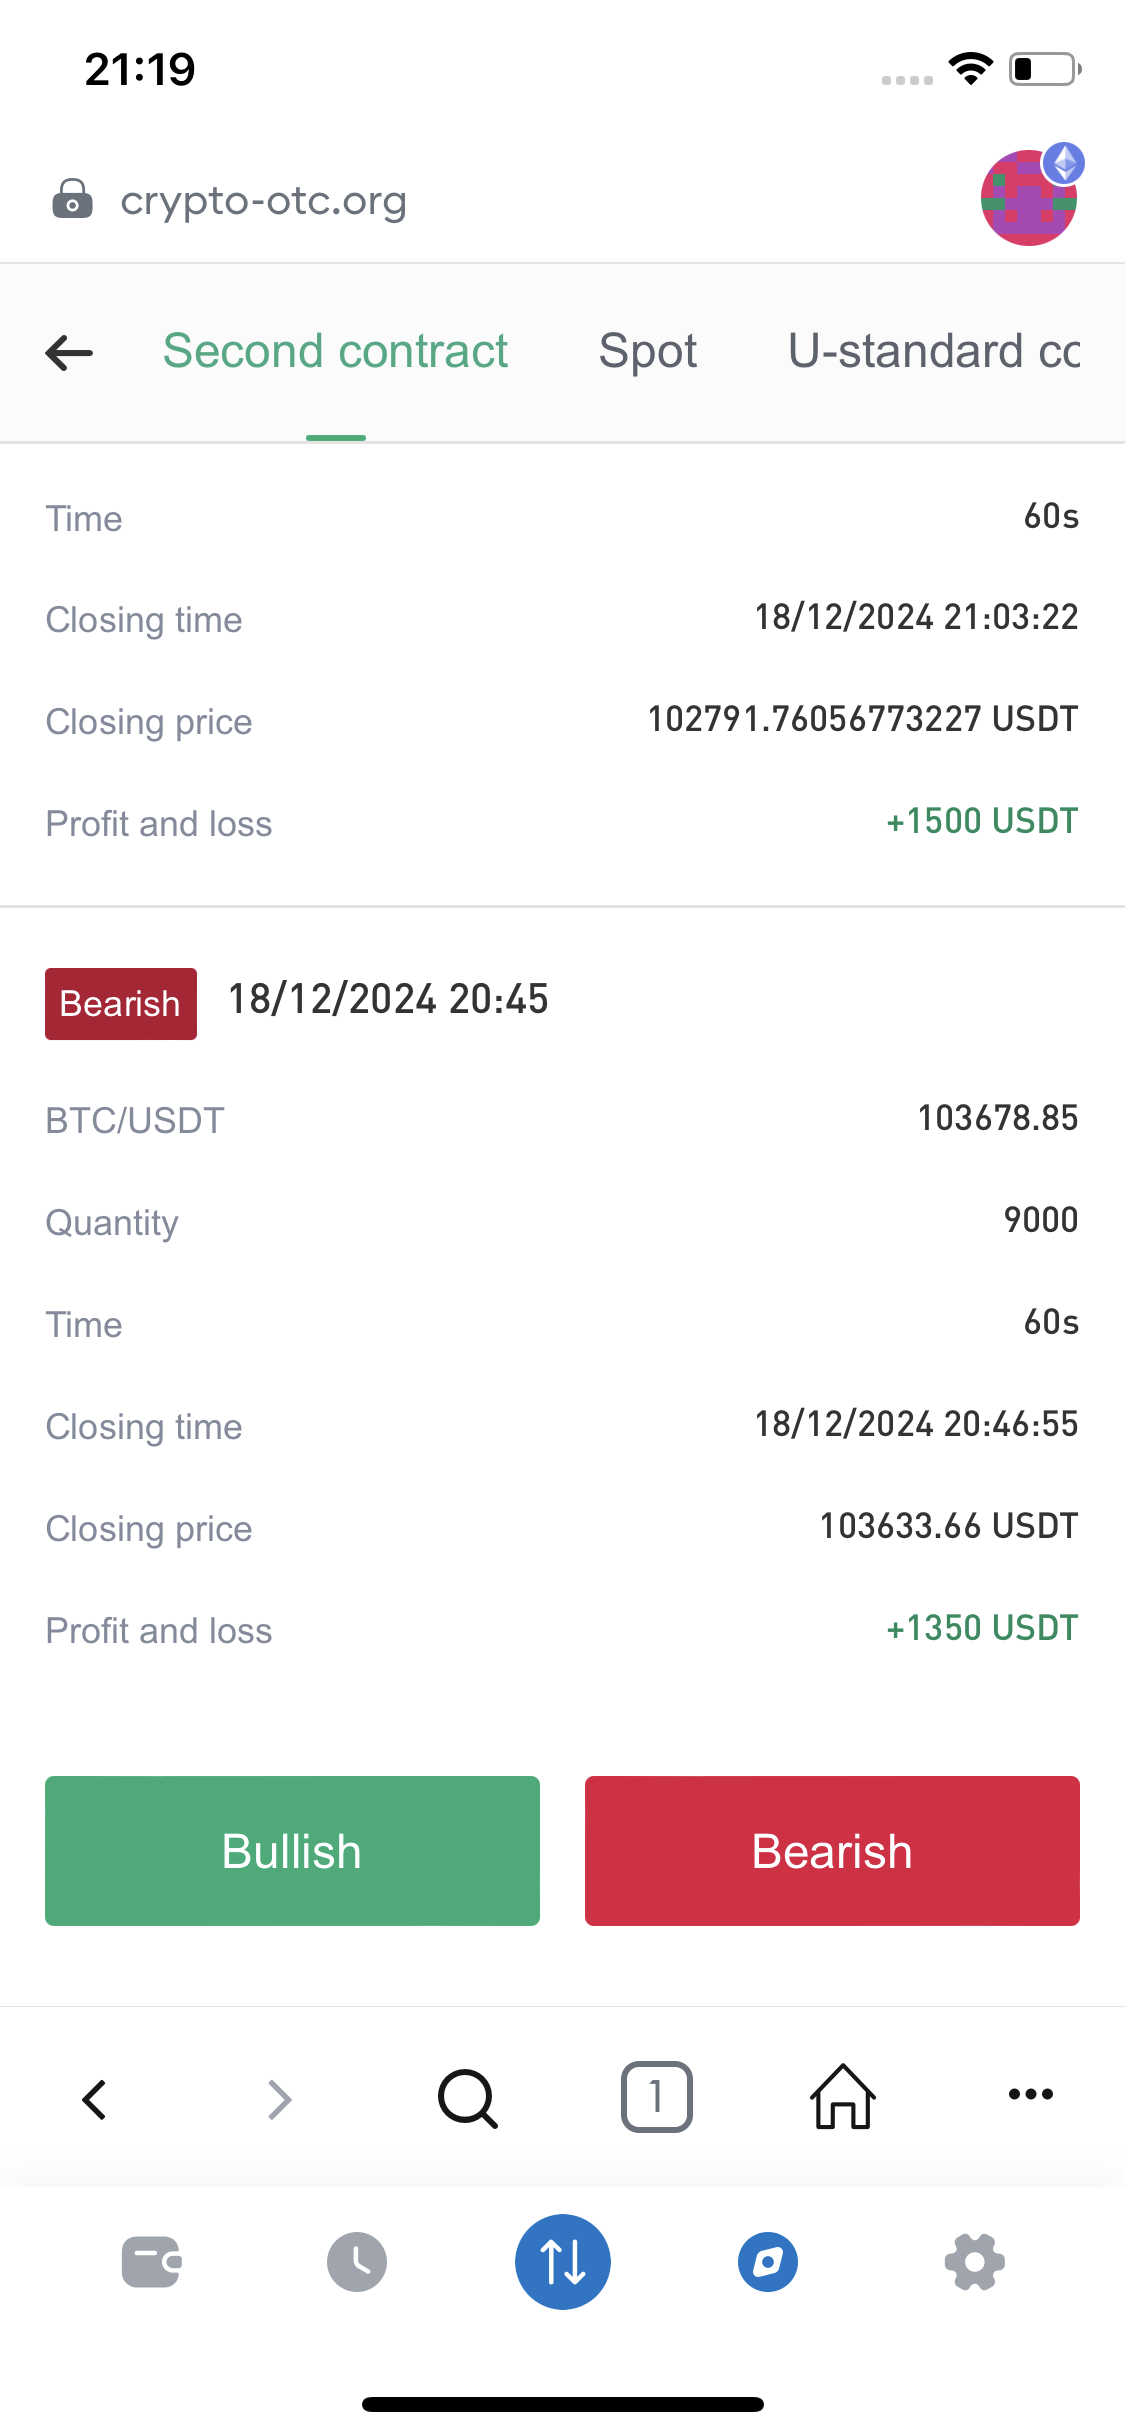 21:19
crypto-otc.org
Second contract Spot U-standard cc
Time 60s
Closing time 18/12/2024 21:03:22
Closing price 102791.76056773227 USDT
Profit and loss +1500 USDT
Bearish 18/12/2024 20:45
BTC/USDT 103678.85
Quantity 9000
Time 60s
Closing time 18/12/2024 20:46:55
Closing price 103633.66 USDT
Profit and loss +1350 USDT
Bullish Bearish
1